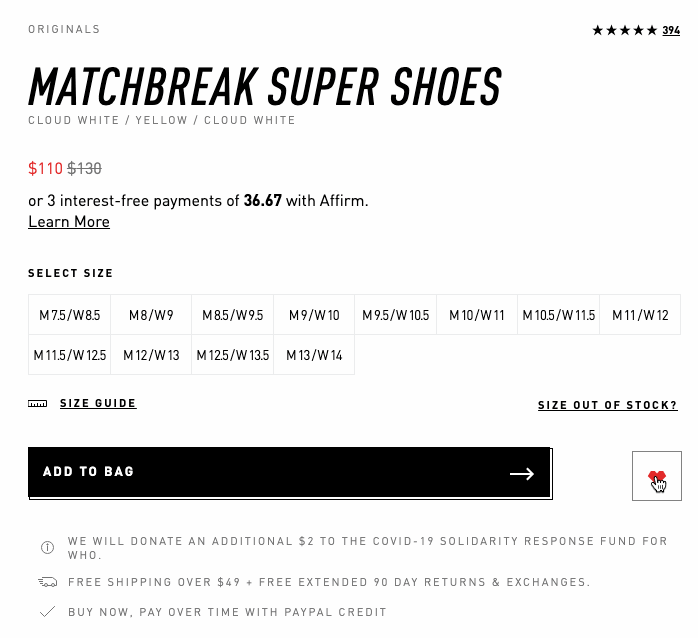 ORIGINALS
394
MATCHBREAK SUPER SHOES
CLOUD WHITE / YELLOW / CLOUD WHITE
$110 $130
or 3 interest-free payments of 36.67 with Affirm.
Learn More
SELECT SIZE
M 7.5/W 8.5 M 8/W 9 M 8.5/W 9.5 M 9/W 10 M 9.5/W 10.5 M 10/W 11 M 10.5/W 11.5 M 11/W 12
M 11.5/W 12.5 M 12/W 13 M 12.5/W 13.5 M 13/W 14
SIZE GUIDE SIZE OUT OF STOCK?
ADD TO BAG
WE WILL DONATE AN ADDITIONAL $2 TO THE COVID-19 SOLIDARITY RESPONSE FUND FOR
WHO.
FREE SHIPPING OVER $49 + FREE EXTENDED 90 DAY RETURNS & EXCHANGES.
BUY NOW, PAY OVER TIME WITH PAYPAL CREDIT